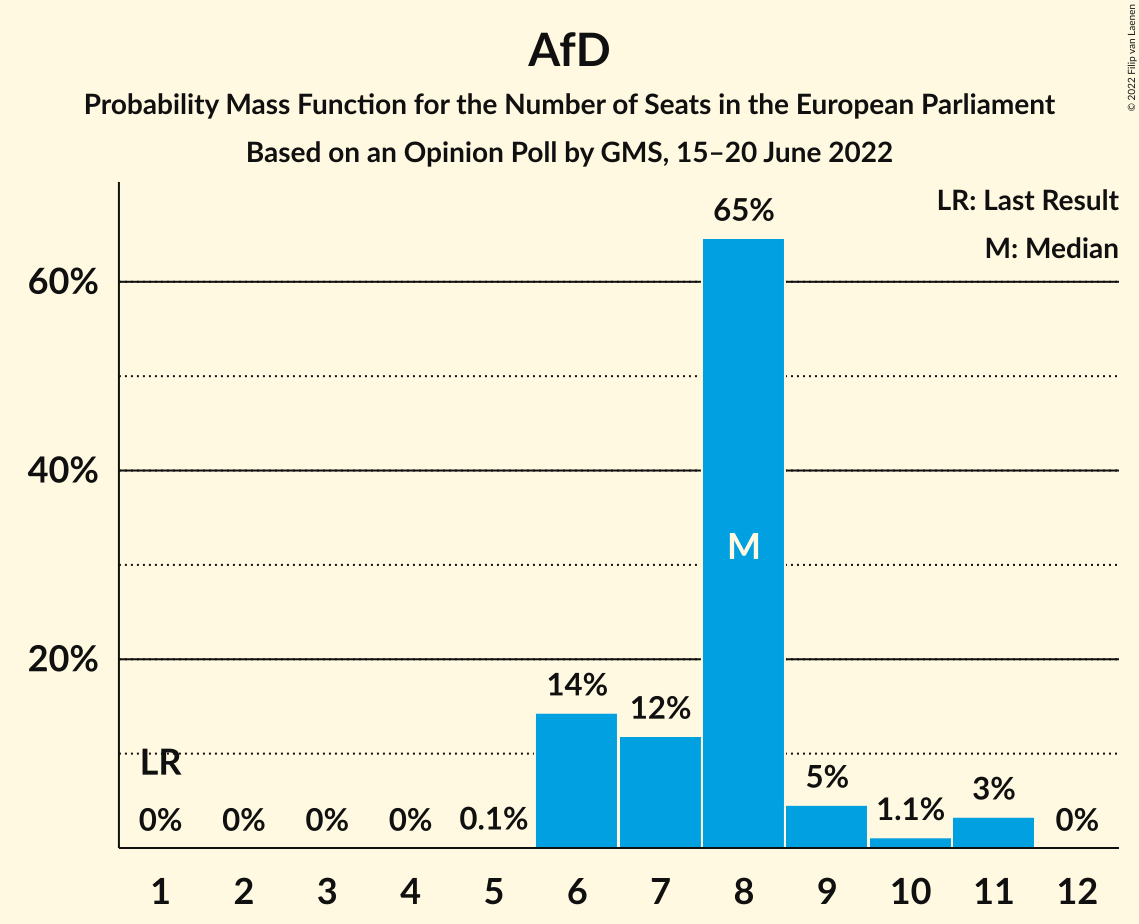 © 2022 Filip van Laenen
AfD
Probability Mass Function for the Number of Seats in the European Parliament
Based on an Opinion Poll by GMS, 15–20 June 2022
LR: Last Result
M: Median
65%
60%
40%
M
20%
14%
12%
LR
5%
3%
1.1%
0% 0% 0% 0% 0.1% 0%
1 2 3 4 5 6 7 8 9 10 11 12